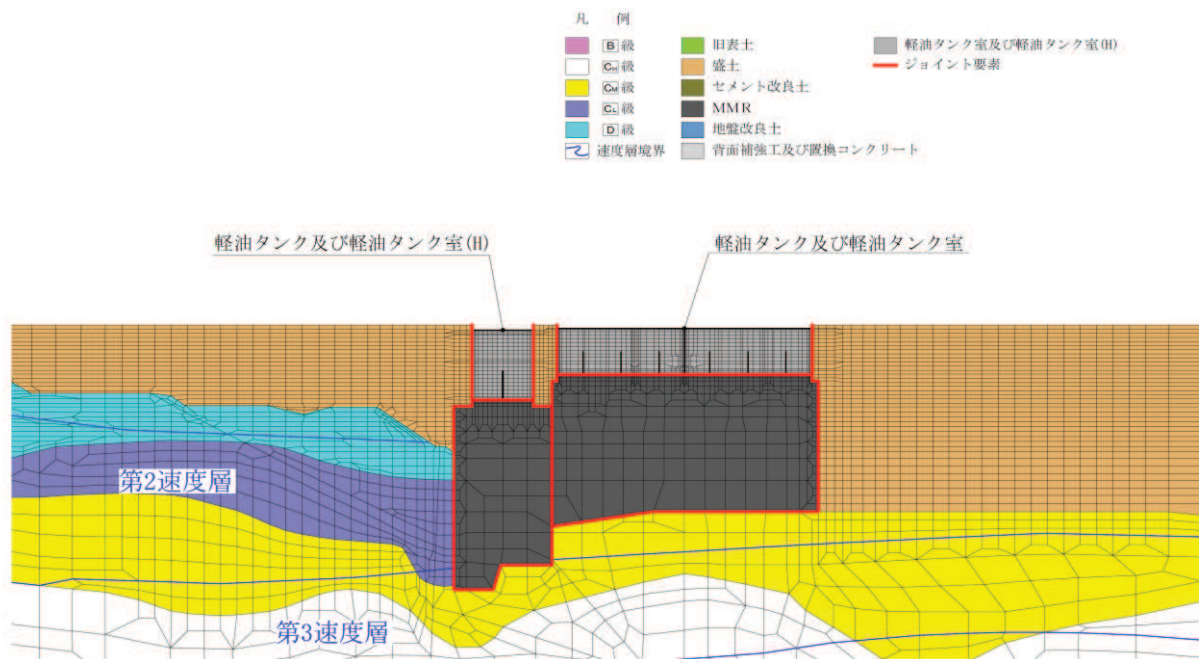 凡 例
B級
CH級
CM級
CL級
D級
速度層境界
旧表土
盛土
セメント改良土
MMR
地盤改良土
背面補強工及び置換コンクリート
軽油タンク室及び軽油タンク室(H)
ジョイント要素
軽油タンク及び軽油タンク室(H)
軽油タンク及び軽油タンク室
第2速度層
第3速度層